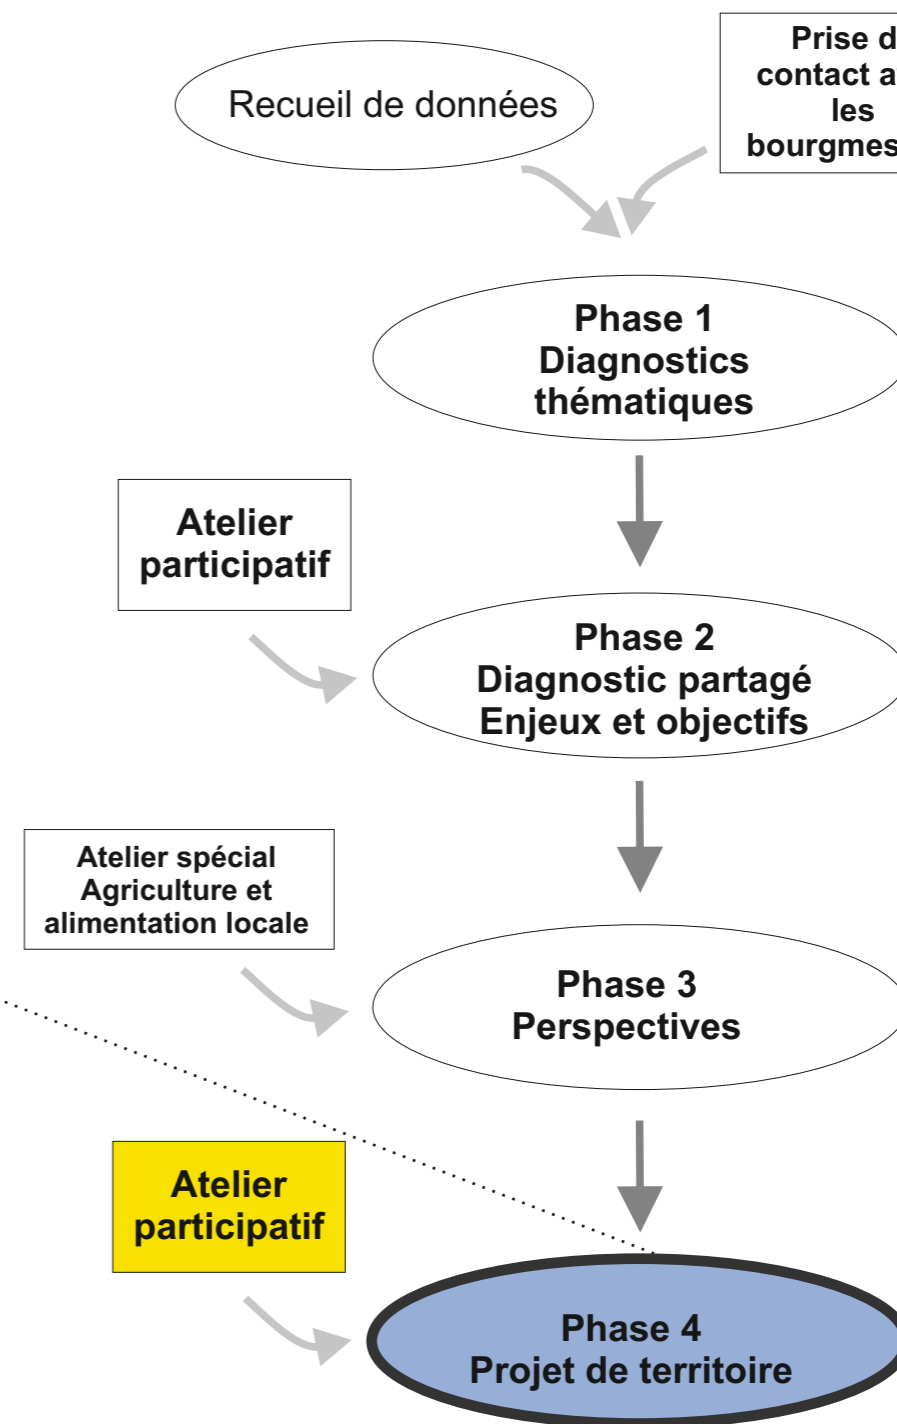 Recueil de données
Prise d
contact a
les
bourgmes
Phase 1
Diagnostics
thématiques
Atelier
participatif
Phase 2
Diagnostic partagé
Enjeux et objectifs
Atelier spécial
Agriculture et
alimentation locale
Phase 3
Perspectives
Atelier
participatif
Phase 4
Projet de territoire